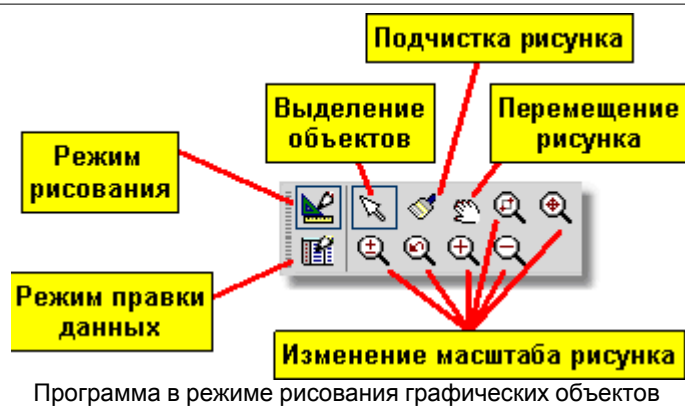 Подчистка рисунка
Выделение
объектов
Перемещение
рисунка
Режим
рисования
Режим правки
данных
Изменение масштаба рисунка
Программа в режиме рисования графических объектов